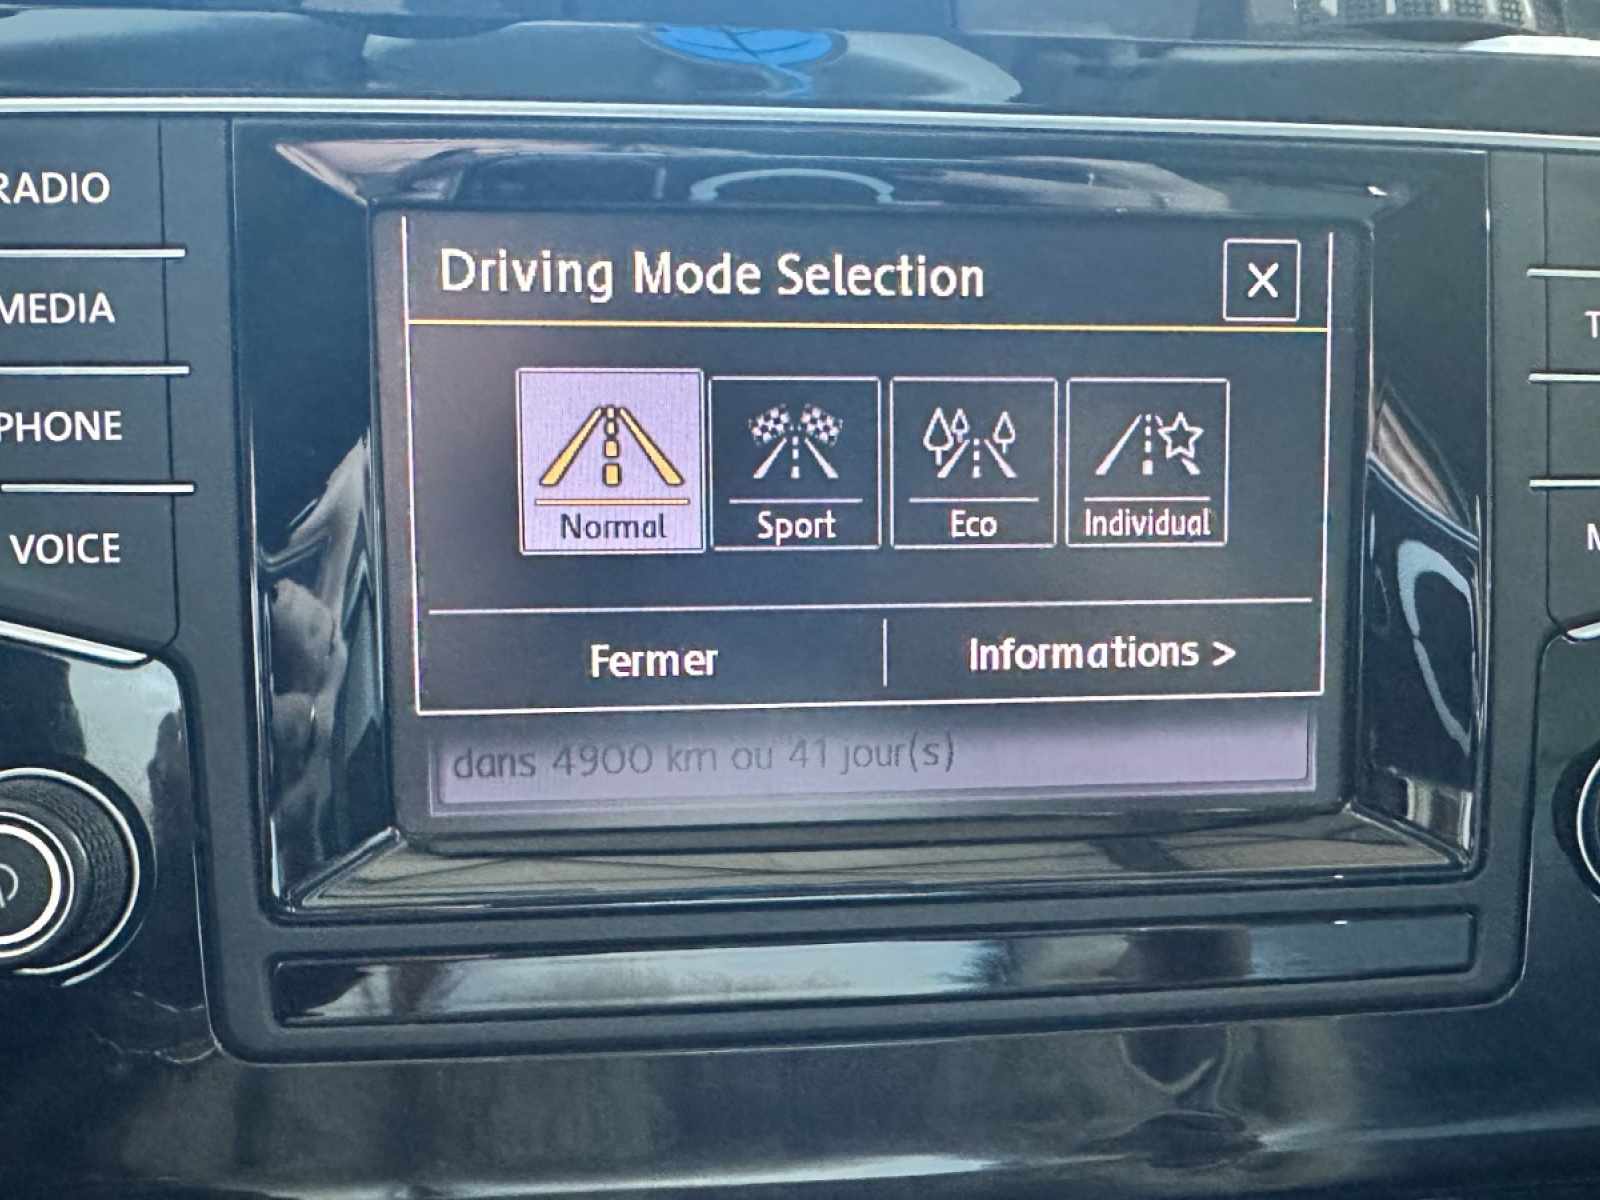 RADIO
MEDIA
PHONE
VOICE
Driving Mode Selection
X
Normal
Sport
Eco
Individual
Fermer
Informations >
dans 4900 km ou 41 jour(s)